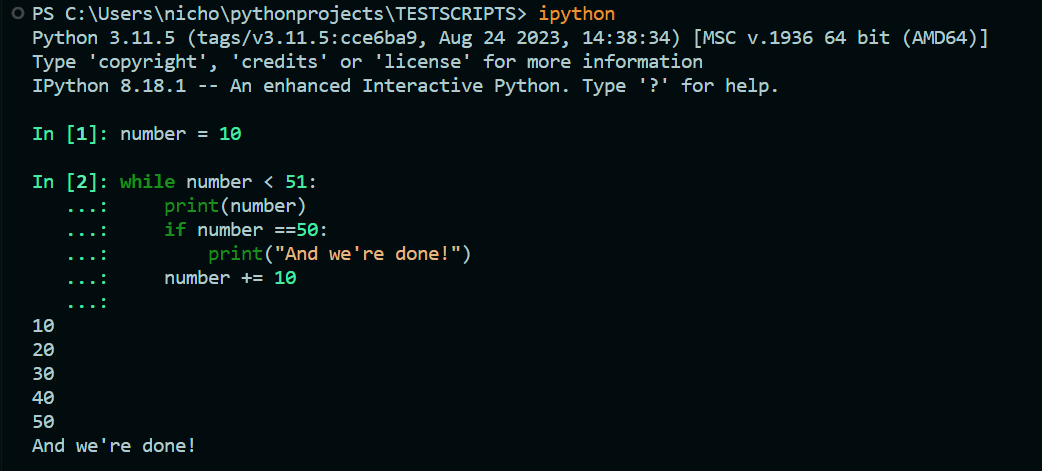 PS C:\Users\nicho\pythonprojects\TESTSCRIPTS> ipython
Python 3.11.5 (tags/v3.11.5:cce6ba9, Aug 24 2023, 14:38:34) [MSC v.1936 64 bit (AMD64)]
Type 'copyright', 'credits' or 'license' for more information
IPython 8.18.1 -- An enhanced Interactive Python. Type '?' for help.

In [1]: number = 10

In [2]: while number < 51:
   ...:     print(number)
   ...:     if number ==50:
   ...:         print("And we're done!")
   ...:     number += 10
   ...:
10
20
30
40
50
And we're done!